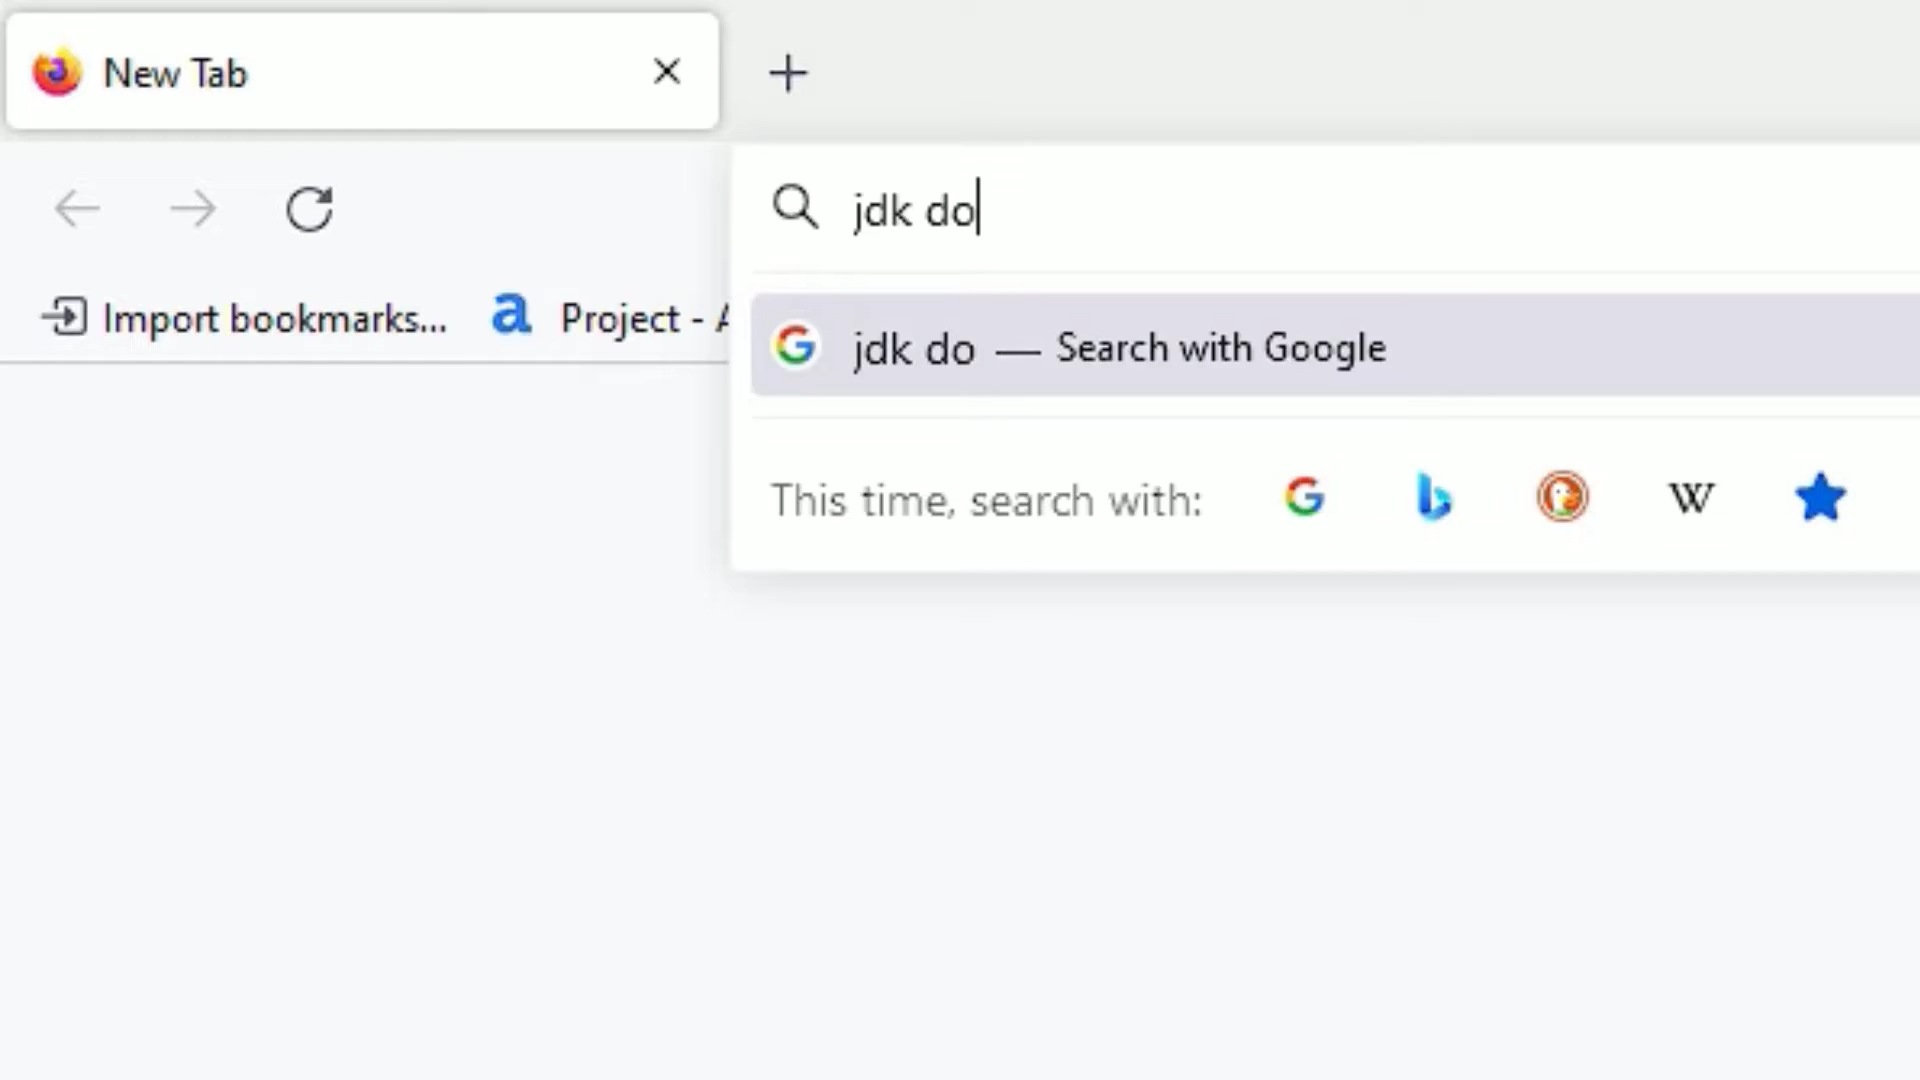 New Tab
jdk do
Import bookmarks...
Project -
jdk do — Search with Google
This time, search with: